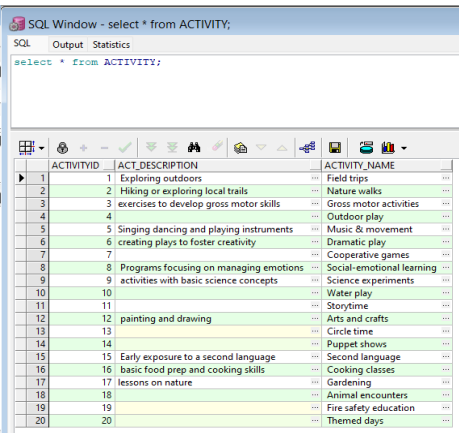 SQL Window - select * from ACTIVITY;
SQL Output Statistics
select * from ACTIVITY;
ACTIVITYID ACT_DESCRIPTION ACTIVITY_NAME
1 1 Exploring outdoors ... Field trips ...
2 2 Hiking or exploring local trails ... Nature walks ...
3 3 exercises to develop gross motor skills ... Gross motor activities ...
4 4 ... Outdoor play ...
5 5 Singing dancing and playing instruments ... Music & movement ...
6 6 creating plays to foster creativity ... Dramatic play ...
7 7 ... Cooperative games ...
8 8 Programs focusing on managing emotions ... Social-emotional learning ...
9 9 activities with basic science concepts ... Science experiments ...
10 10 ... Water play ...
11 11 ... Storytime ...
12 12 painting and drawing ... Arts and crafts ...
13 13 ... Circle time ...
14 14 ... Puppet shows ...
15 15 Early exposure to a second language ... Second language ...
16 16 basic food prep and cooking skills ... Cooking classes ...
17 17 lessons on nature ... Gardening ...
18 18 ... Animal encounters ...
19 19 ... Fire safety education ...
20 20 ... Themed days ...